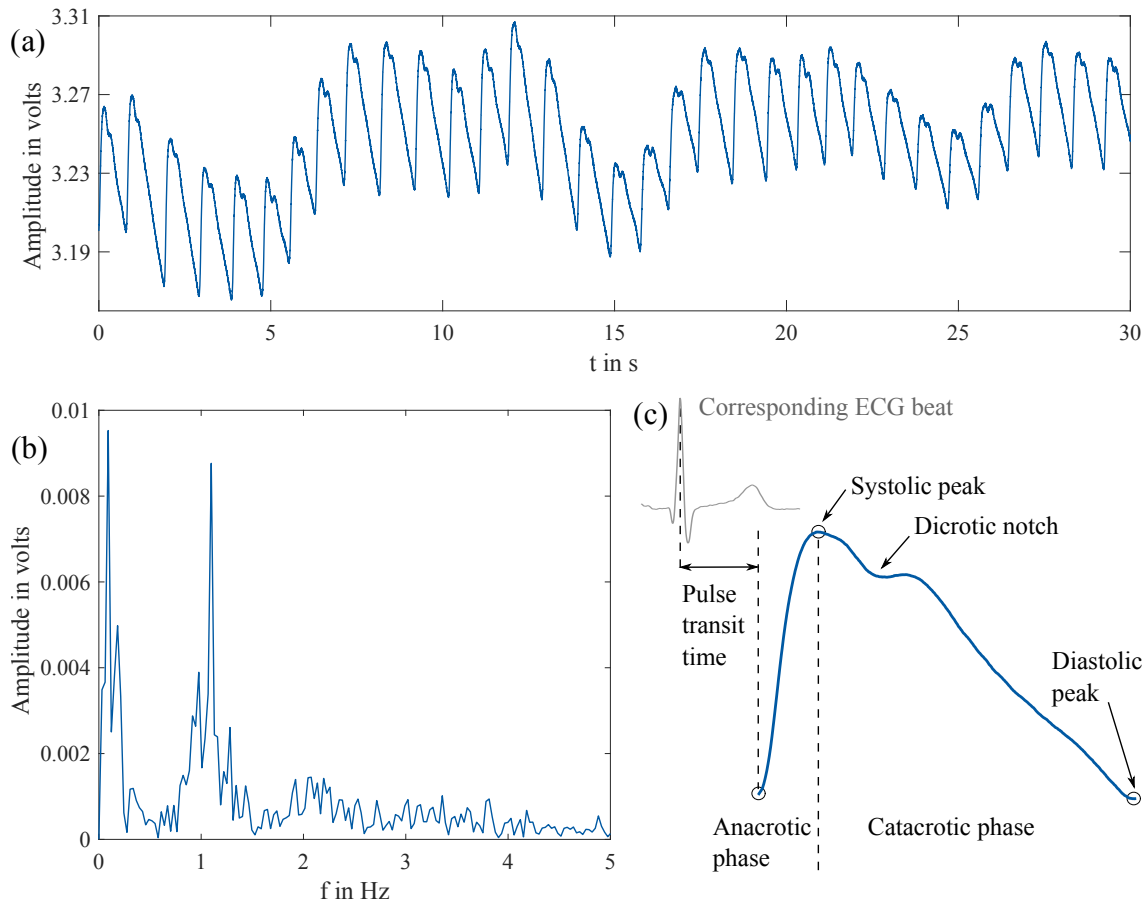 (a)
Amplitude in volts
3.31
3.27
3.23
3.19
0 5 10 15 20 25 30
t in s
(b)
Amplitude in volts
0.01
0.008
0.006
0.004
0.002
0
0 1 2 3 4 5
f in Hz
(c)
Corresponding ECG beat
Systolic peak
Dicrotic notch
Pulse
transit
time
Diastolic
peak
Anacrotic
phase
Catacrotic phase